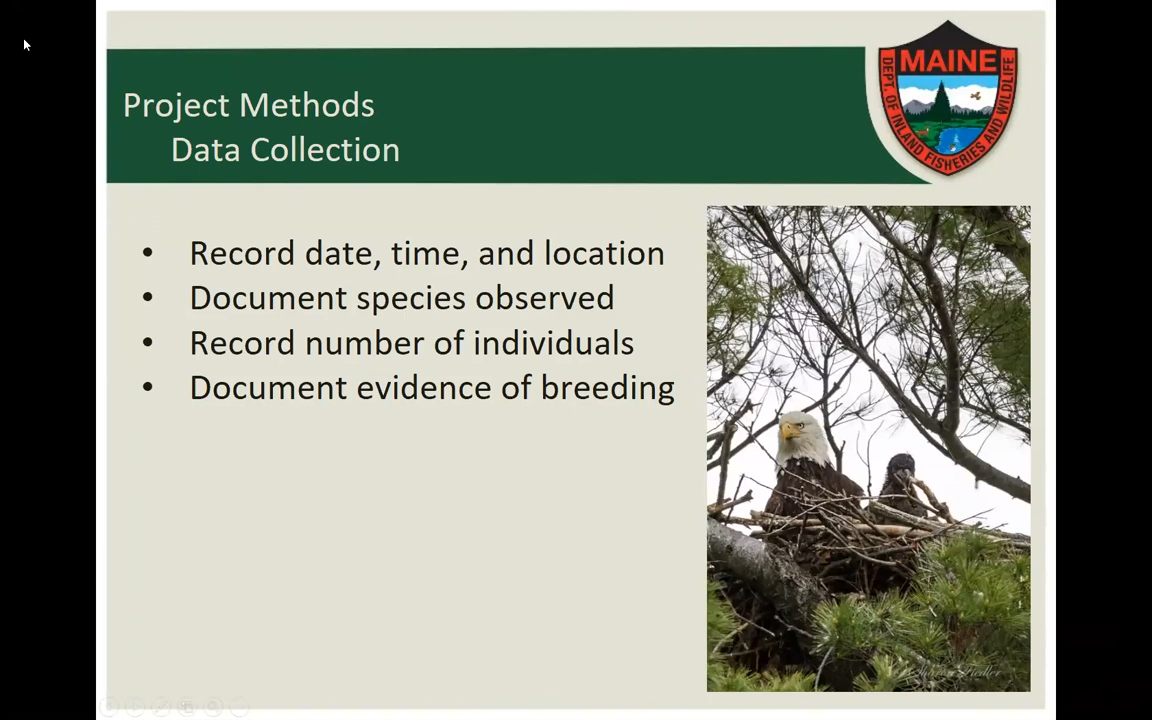 Project Methods
Data Collection
MAINE
DEPT. OF INLAND FISHERIES AND WILDLIFE
• Record date, time, and location
• Document species observed
• Record number of individuals
• Document evidence of breeding